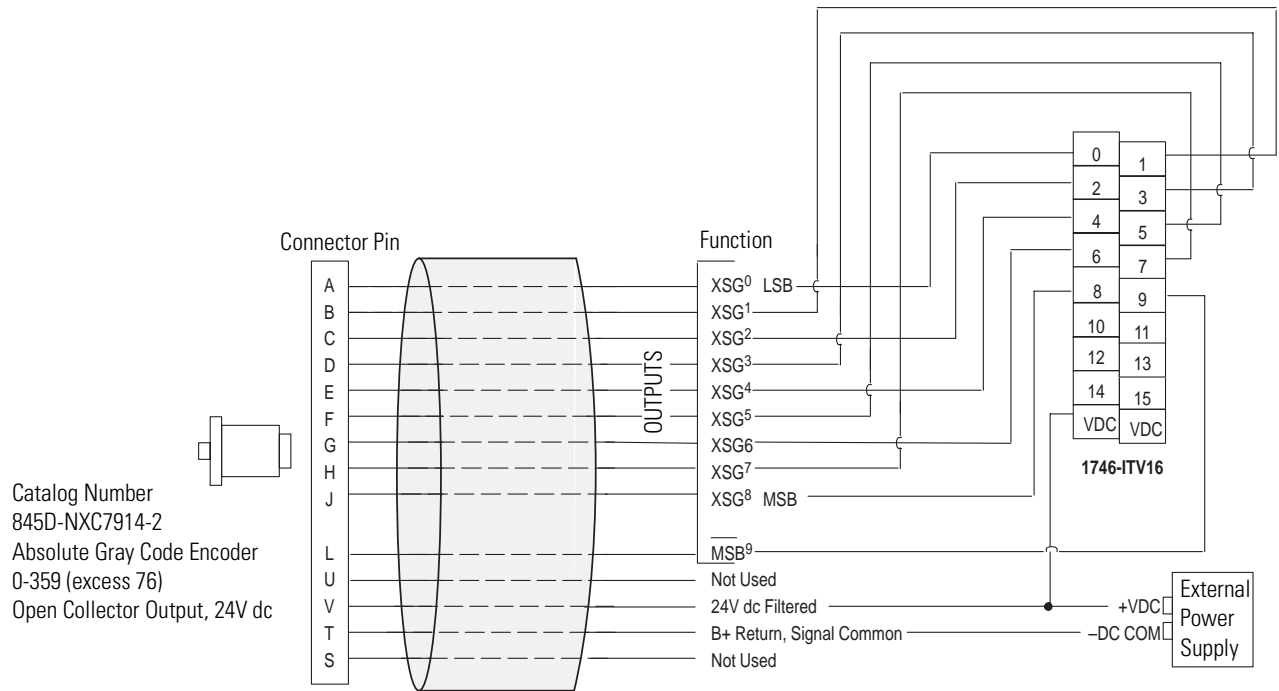 Connector Pin
Function
A
B
C
D
E
F
G
H
J
L
U
V
T
S
OUTPUTS
XSG0 LSB
XSG1
XSG2
XSG3
XSG4
XSG5
XSG6
XSG7
XSG8 MSB
MSB9
Not Used
24V dc Filtered
B+ Return, Signal Common
Not Used
0
2
4
6
8
10
12
14
VDC
1
3
5
7
9
11
13
15
VDC
1746-ITV16
+VDC
–DC COM
External
Power
Supply
Catalog Number
845D-NXC7914-2
Absolute Gray Code Encoder
0-359 (excess 76)
Open Collector Output, 24V dc